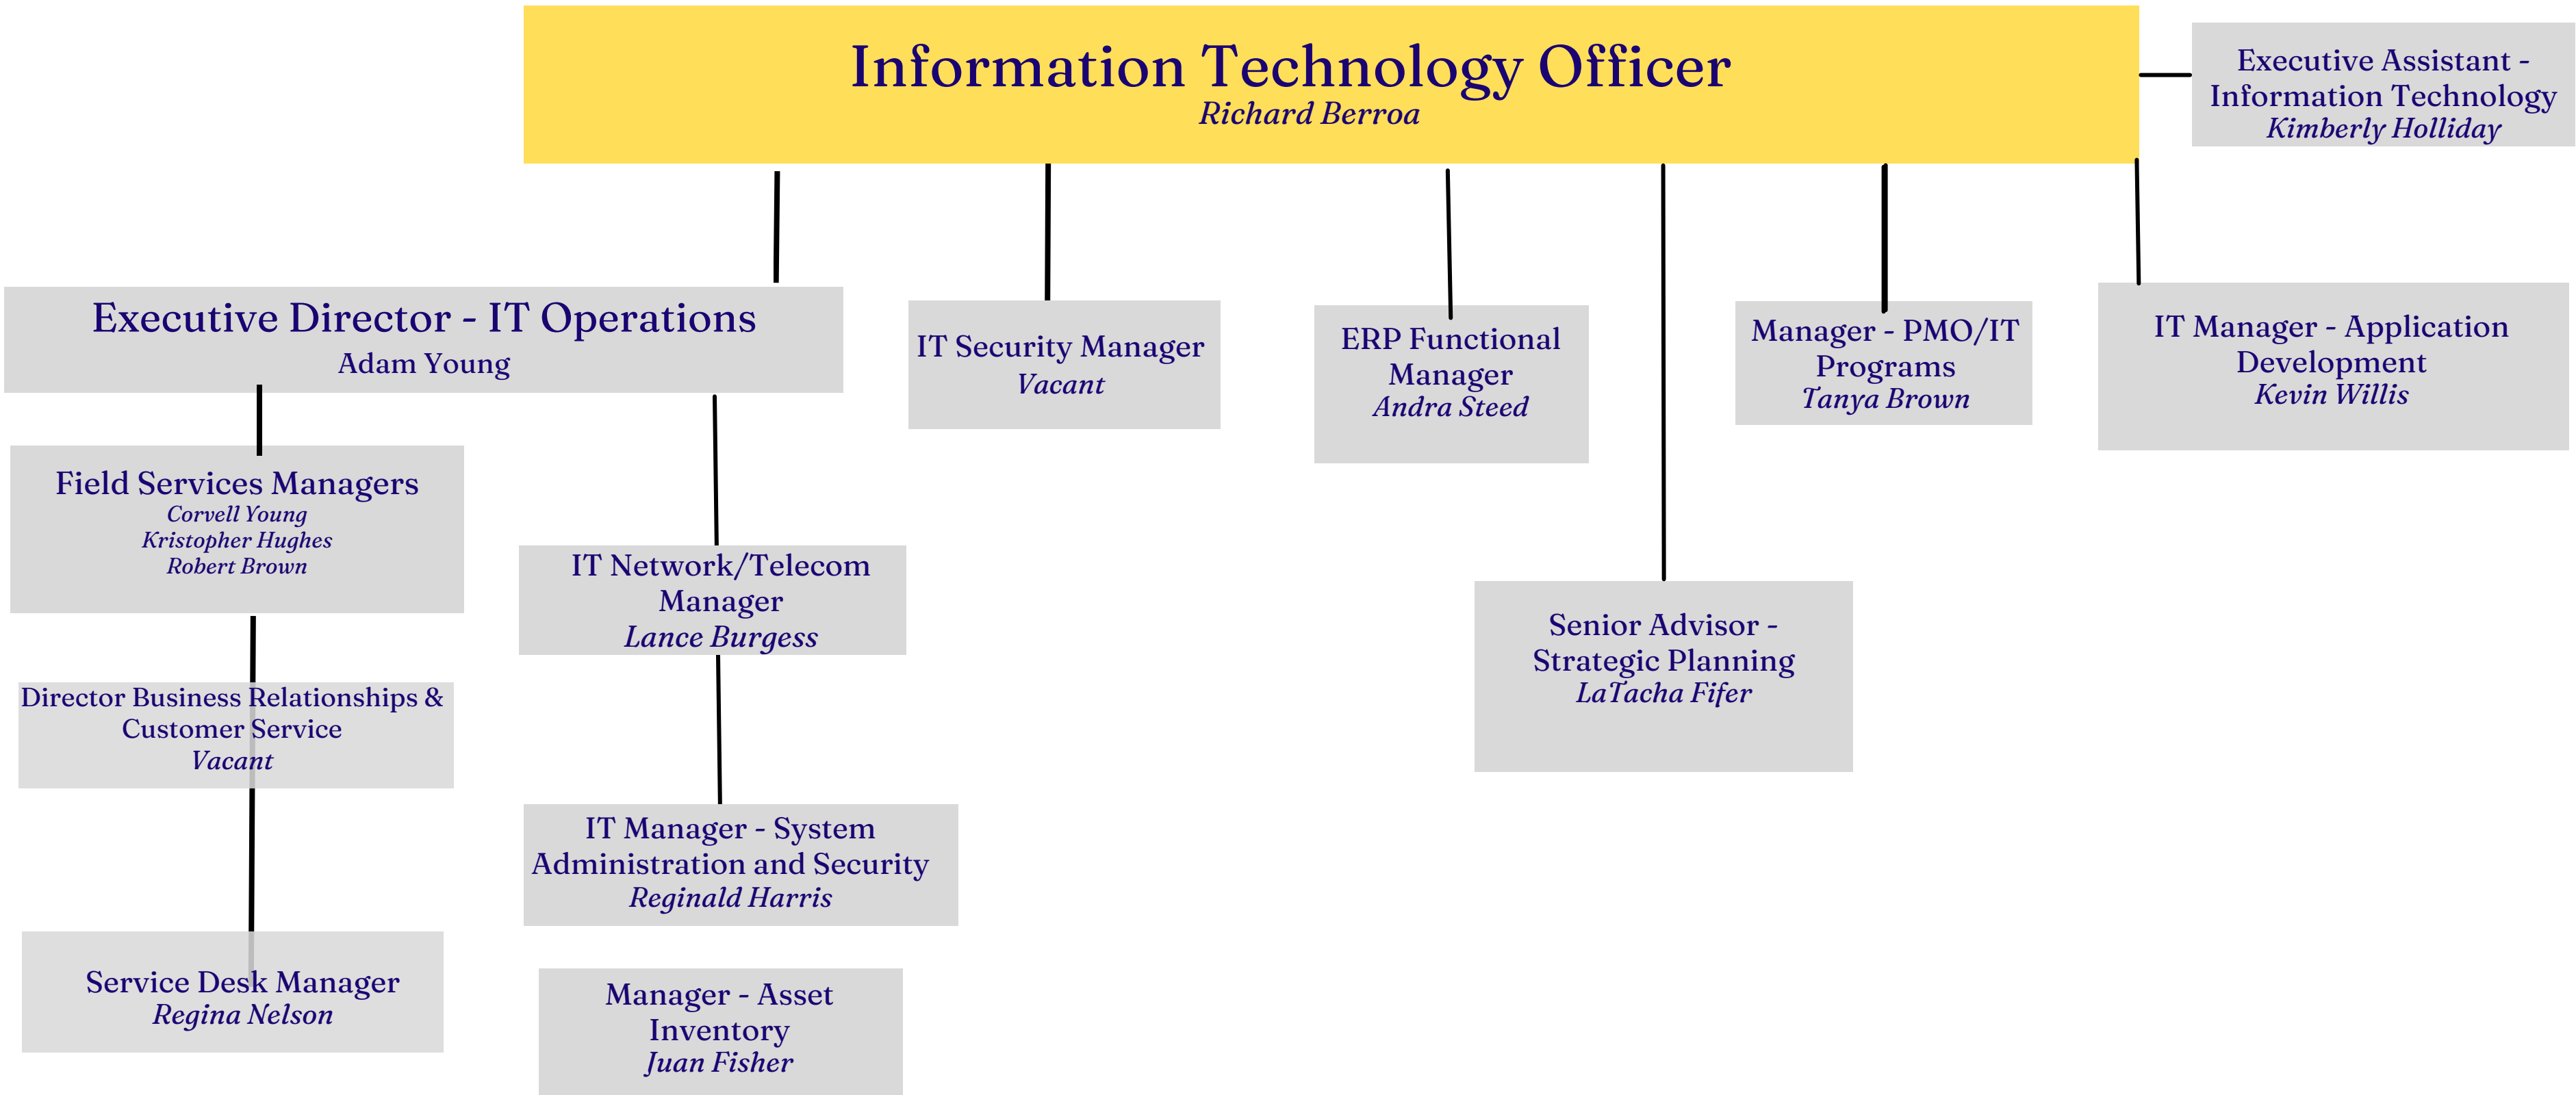 Information Technology Officer
Richard Berroa
Executive Assistant -
Information Technology
Kimberly Holliday
Executive Director - IT Operations
Adam Young
IT Security Manager
Vacant
ERP Functional
Manager
Andra Steed
Manager - PMO/IT
Programs
Tanya Brown
IT Manager - Application
Development
Kevin Willis
Field Services Managers
Corvell Young
Kristopher Hughes
Robert Brown
IT Network/Telecom
Manager
Lance Burgess
Senior Advisor -
Strategic Planning
LaTacha Fifer
Director Business Relationships &
Customer Service
Vacant
IT Manager - System
Administration and Security
Reginald Harris
Service Desk Manager
Regina Nelson
Manager - Asset
Inventory
Juan Fisher